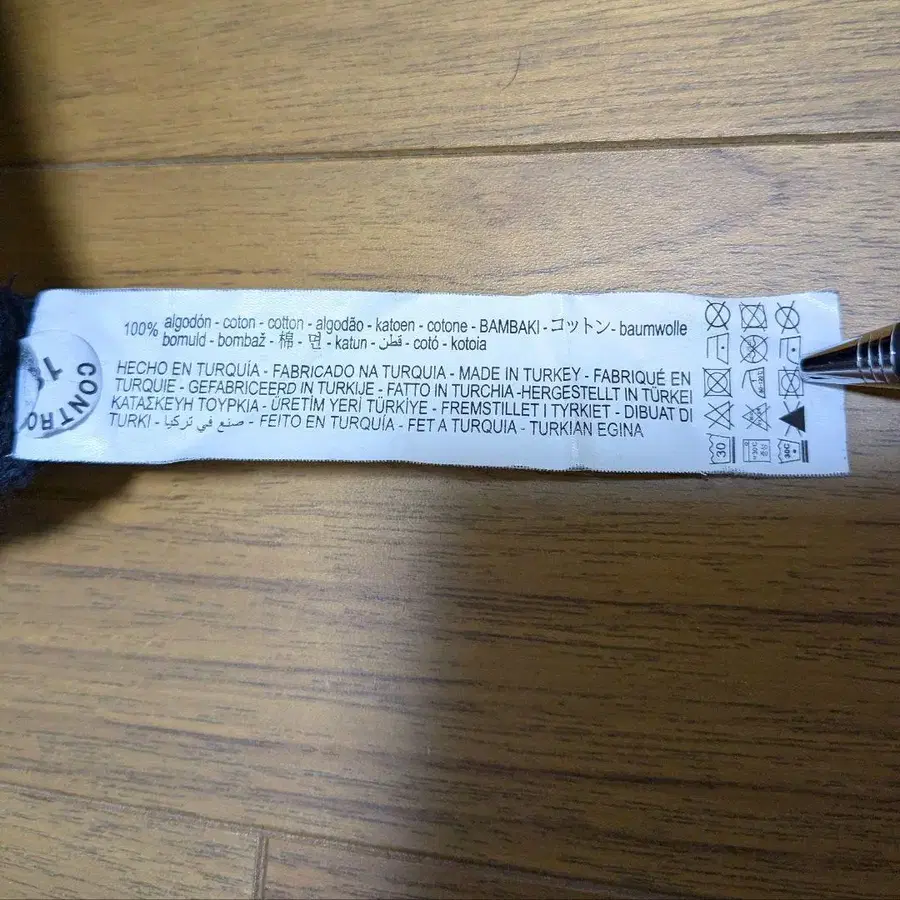 100% algodón - coton - cotton - algodão - katoen - cotone - BAMBAKI - コットン - baumwolle
bomuld - bombaž - 棉 - 면 - katun - قطن - cotó - kotoia
HECHO EN TURQUÍA - FABRICADO NA TURQUIA - MADE IN TURKEY - FABRIQUÉ EN
TURQUIE - GEFABRICEERD IN TURKIJE - FATTO IN TURCHIA -HERGESTELLT IN TÜRKEI
ΚΑΤΑΣΚΕΥΗ ΤΟΥΡΚΙΑ - ÜRETİM YERİ TÜRKİYE - FREMSTILLET I TYRKIET - DIBUAT DI
TURKI - صنع في تركيا - FEITO EN TURQUÍA - FET A TURQUIA - TURKIAN EGINA
CONTRO
1
30